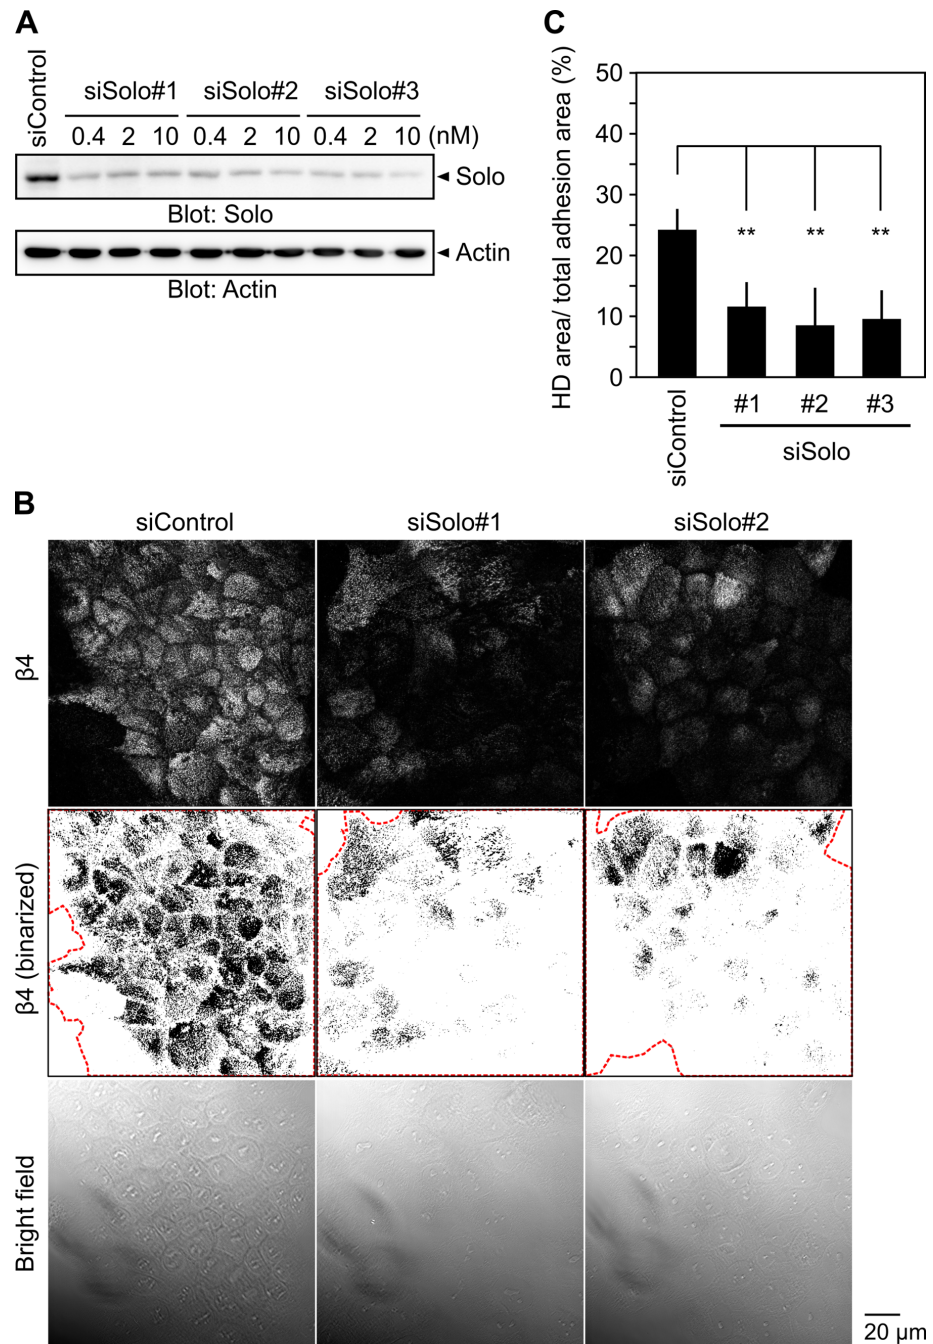 A
siControl
siSolo#1 siSolo#2 siSolo#3
0.4 2 10 0.4 2 10 0.4 2 10 (nM)
◄ Solo
Blot: Solo
◄ Actin
Blot: Actin
C
HD area/ total adhesion area (%)
50
40
30
20
10
0
** ** **
siControl
#1 #2 #3
siSolo
B
siControl siSolo#1 siSolo#2
β4
β4 (binarized)
Bright field
20 µm